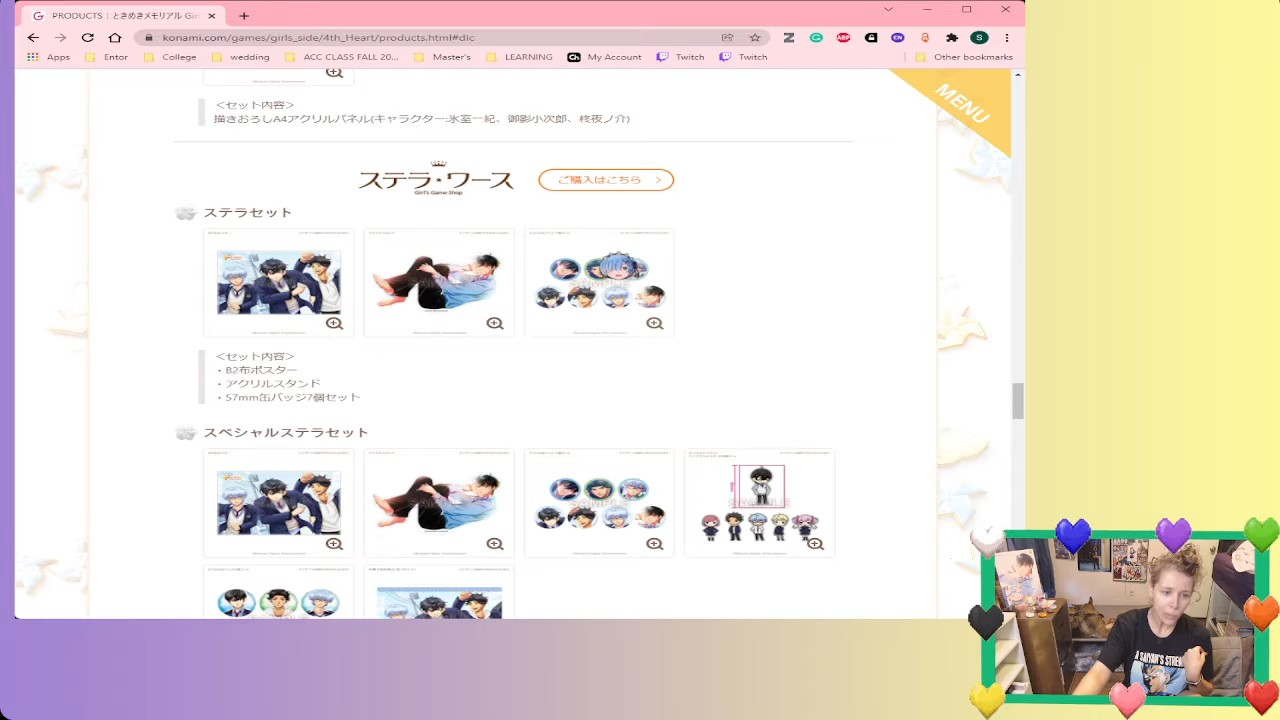 PRODUCTS | ときめきメモリアル Gir
konami.com/games/girls_side/4th_Heart/products.html#dlc
ABP
EN
S
Apps
Entor
College
wedding
ACC CLASS FALL 20...
Master's
LEARNING
My Account
Twitch
Twitch
Other bookmarks
MENU
<セット内容>
描きおろしB2アクリルパネル(キャラクター:氷室一紀、御影小次郎、柊夜ノ介)
ステラ★ワース
Girl's Game Shop
ご購入はこちら >
ステラセット
<セット内容>
・B2布ポスター
・アクリルスタンド
・57mm缶バッジ7個セット
スペシャルステラセット
SAIYAN'S STREN